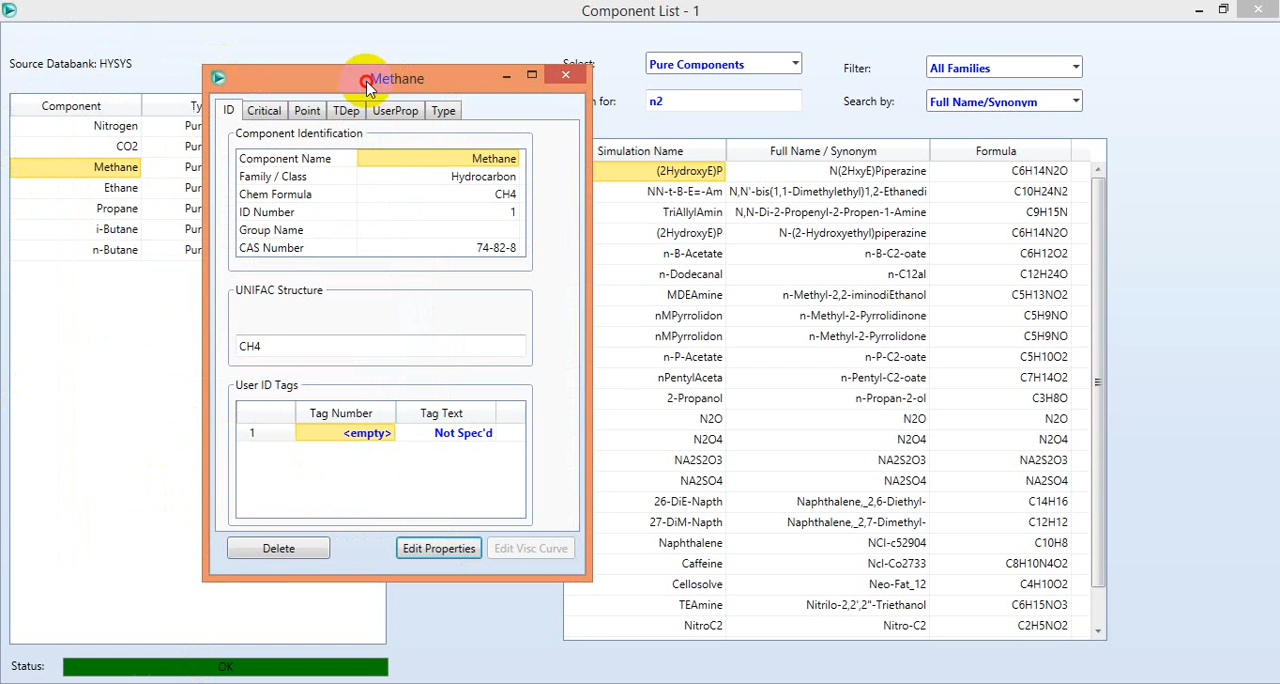 Component List - 1
Source Databank: HYSYS
Component
Nitrogen Pur
CO2 Pur
Methane Pur
Ethane Pur
Propane Pur
i-Butane Pur
n-Butane Pur
Status: OK
Methane
ID Critical Point TDep UserProp Type
Component Identification
Component Name Methane
Family / Class Hydrocarbon
Chem Formula CH4
ID Number 1
Group Name
CAS Number 74-82-8
UNIFAC Structure
CH4
User ID Tags
Tag Number Tag Text
1 <empty> Not Spec'd
Delete Edit Properties Edit Visc Curve
Pure Components Filter: All Families
n2 Search by: Full Name/Synonym
Simulation Name Full Name / Synonym Formula
(2HydroxyE)P N(2HxyE)Piperazine C6H14N2O
NN-t-B-E=-Am N,N'-bis(1,1-Dimethylethyl)1,2-Ethanedi C10H24N2
TriAllylAmin N,N-Di-2-Propenyl-2-Propen-1-Amine C9H15N
(2HydroxyE)P N-(2-Hydroxyethyl)piperazine C6H14N2O
n-B-Acetate n-B-C2-oate C6H12O2
n-Dodecanal n-C12al C12H24O
MDEAmine n-Methyl-2,2-iminodiEthanol C5H13NO2
nMPyrrolidon n-Methyl-2-Pyrrolidinone C5H9NO
nMPyrrolidon n-Methyl-2-Pyrrolidone C5H9NO
n-P-Acetate n-P-C2-oate C5H10O2
nPentylAceta n-Pentyl-C2-oate C7H14O2
2-Propanol n-Propan-2-ol C3H8O
N2O N2O N2O
N2O4 N2O4 N2O4
NA2S2O3 NA2S2O3 NA2S2O3
NA2SO4 NA2SO4 NA2SO4
26-DiE-Napth Naphthalene,_2,6-Diethyl- C14H16
27-DiM-Napth Naphthalene,_2,7-Dimethyl- C12H12
Naphthalene NCI-c52904 C10H8
Caffeine NcI-Co2733 C8H10N4O2
Cellosolve Neo-Fat_12 C4H10O2
TEAmine Nitrilo-2,2',2"-Triethanol C6H15NO3
NitroC2 Nitro-C2 C2H5NO2